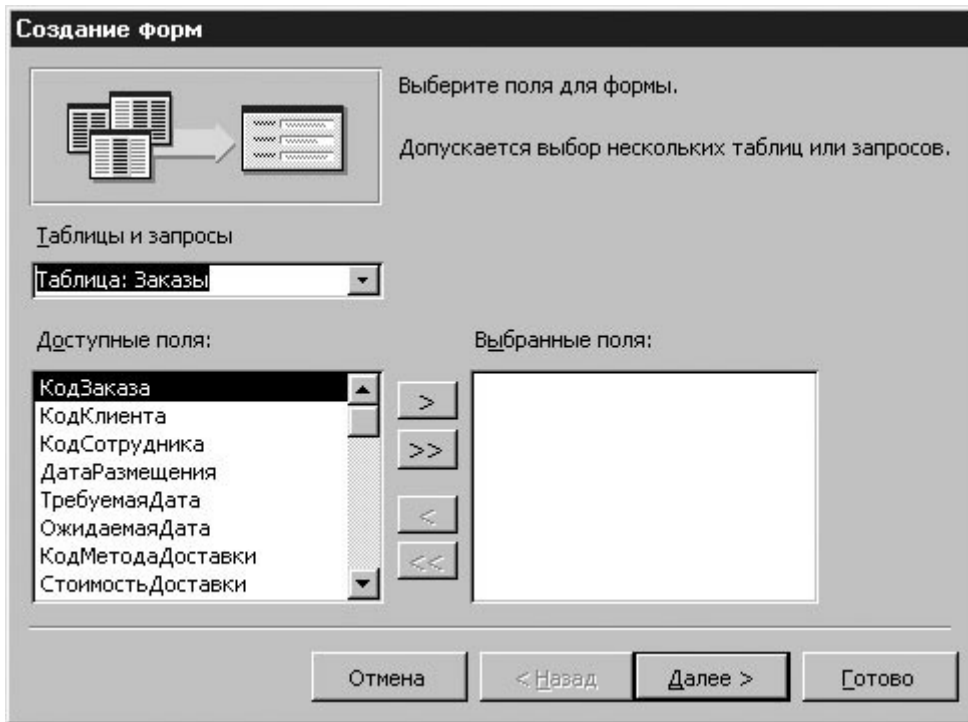 Создание форм
Выберите поля для формы.
Допускается выбор нескольких таблиц или запросов.
Таблицы и запросы
Таблица: Заказы
Доступные поля:
Выбранные поля:
КодЗаказа
КодКлиента
КодСотрудника
ДатаРазмещения
ТребуемаяДата
ОжидаемаяДата
КодМетодаДоставки
СтоимостьДоставки
>
>>
<
<<
Отмена
< Назад
Далее >
Готово